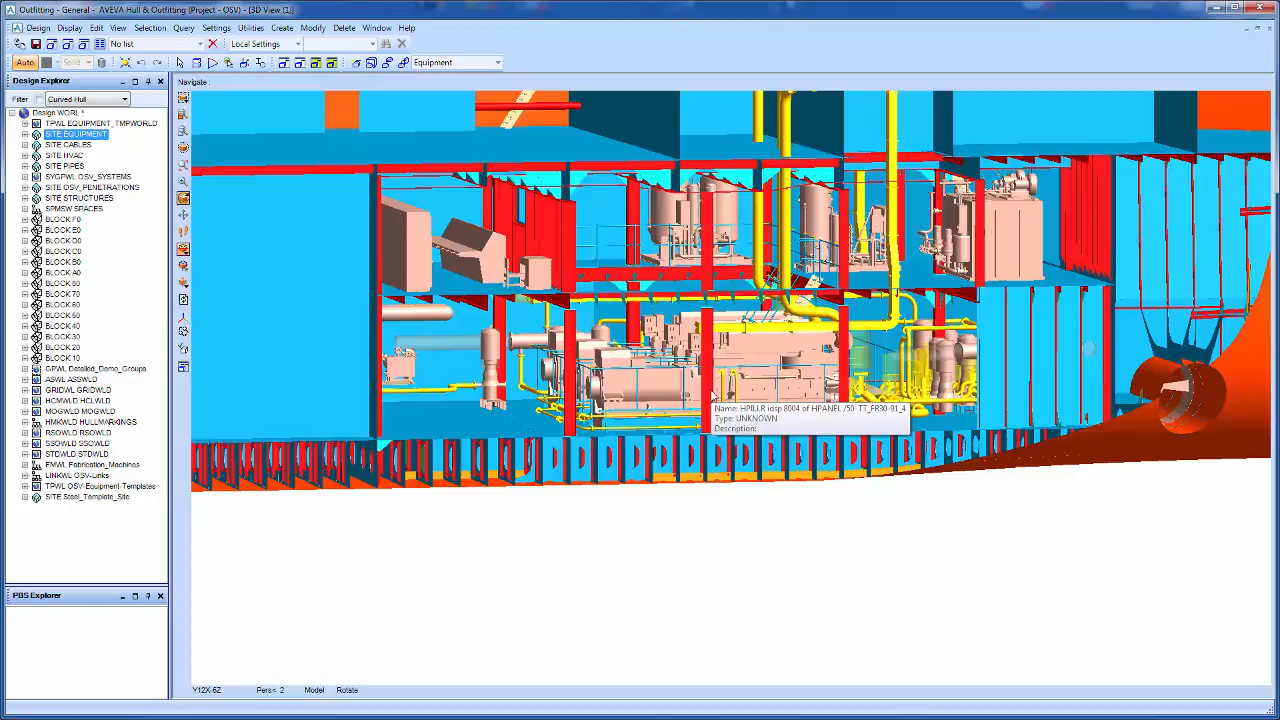 Outfitting - General - AVEVA Hull & Outfitting (Project - OSV) - [3D View (1)]
Design Display Edit View Selection Query Settings Utilities Create Modify Delete Window Help
No list Local Settings
Auto Solid Equipment
Design Explorer
Navigate :
Filter Curved Hull
Design WORL *
TPWL EQUIPMENT_TMPWORLD
SITE EQUIPMENT
SITE CABLES
SITE HVAC
SITE PIPES
SYGPWL OSV_SYSTEMS
SITE OSV_PENETRATIONS
SITE STRUCTURES
SPMSW SPACES
BLOCK F0
BLOCK E0
BLOCK D0
BLOCK C0
BLOCK B0
BLOCK A0
BLOCK 80
BLOCK 70
BLOCK 60
BLOCK 50
BLOCK 40
BLOCK 30
BLOCK 20
BLOCK 10
GPWL Detailed_Demo_Groups
ASWL ASSWLD
GRIDWLD GRIDWL
HCMWLD HCLWLD
MOGWLD MOGWLD
HMKWLD HULLMARKINGS
RSOWLD RSOWLD
SSOWLD SSOWLD
STDWLD STDWLD
FMWL Fabrication_Machines
LINKWL OSV-Links
TPWL OSV Equipment-Templates
SITE Steel_Template_Site
Name: HPILLR idsp 8004 of HPANEL /50-TT_FR30-91_4
Type: UNKNOWN
Description:
PBS Explorer
Y12X-5Z Pers< 2 Model Rotate